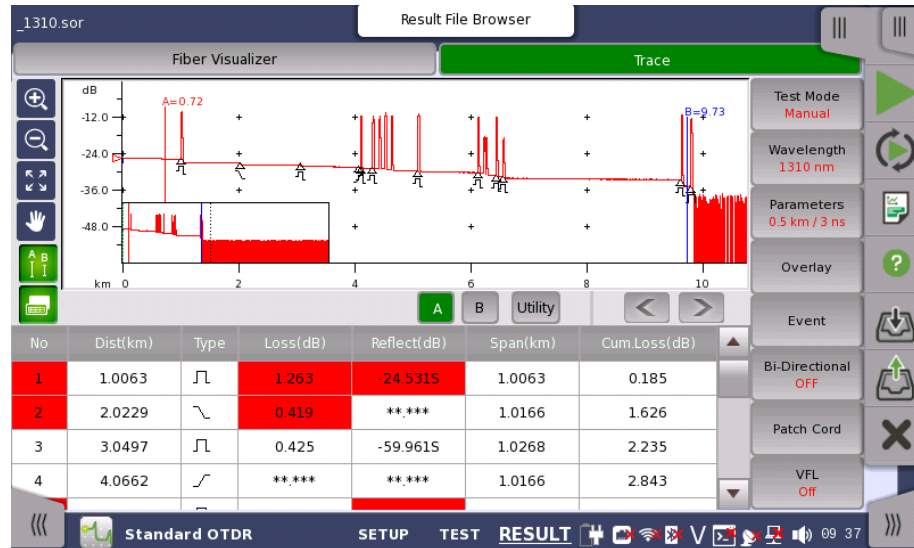 _1310.sor
Result File Browser
Fiber Visualizer
Trace
dB
-12.0
-24.0
-36.0
-48.0
A=0.72
B=9.73
km 0 2 4 6 8 10
Test Mode
Manual
Wavelength
1310 nm
Parameters
0.5 km / 3 ns
Overlay
Event
Bi-Directional
OFF
Patch Cord
VFL
Off
A B
A B Utility < >
No Dist(km) Type Loss(dB) Reflect(dB) Span(km) Cum.Loss(dB)
1 1.0063 1.263 -24.531S 1.0063 0.185
2 2.0229 0.419 **.*** 1.0166 1.626
3 3.0497 0.425 -59.961S 1.0268 2.235
4 4.0662 **.*** **.*** 1.0166 2.843
Standard OTDR SETUP TEST RESULT V 09 37